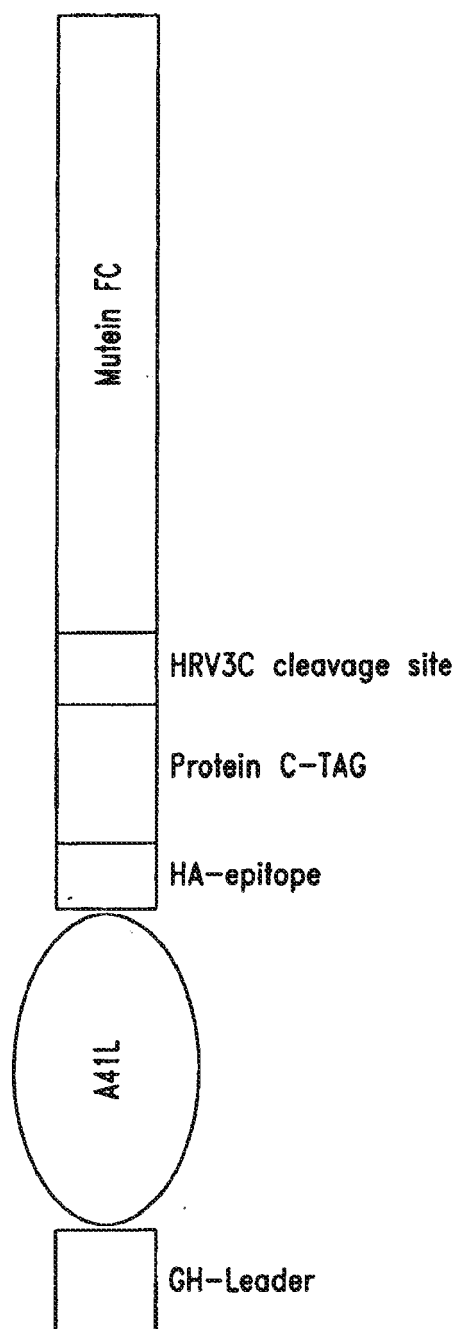 Mutein FC
HRV3C cleavage site
Protein C-TAG
HA-epitope
A41L
GH-Leader